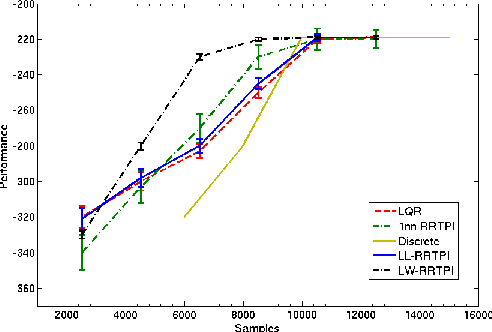 -200
-220
-240
-260
-280
-300
-320
-340
360
Performance
2000
4000
6000
8000
10000
12000
14000
16000
Samples
LQR
1nn RRTPI
Discrete
LL-RRTPI
LW-RRTPI